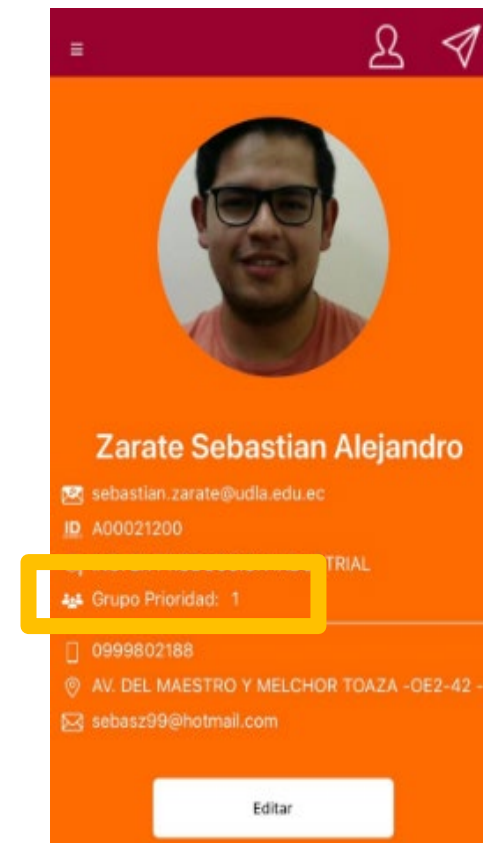 Zarate Sebastian Alejandro
sebastian.zarate@udla.edu.ec
ID A00021200
Grupo Prioridad: 1
0999802188
AV. DEL MAESTRO Y MELCHOR TOAZA -OE2-42 -
sebasz99@hotmail.com
Editar